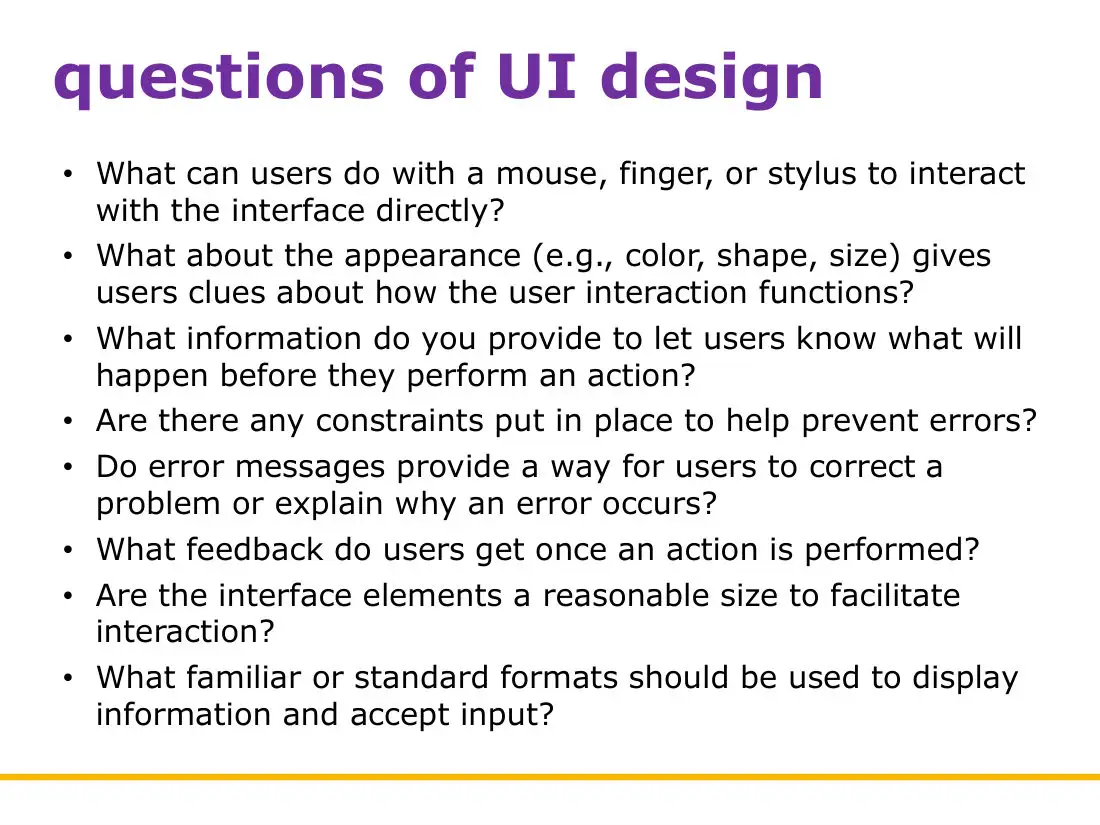 questions of UI design
• What can users do with a mouse, finger, or stylus to interact
with the interface directly?
• What about the appearance (e.g., color, shape, size) gives
users clues about how the user interaction functions?
• What information do you provide to let users know what will
happen before they perform an action?
• Are there any constraints put in place to help prevent errors?
• Do error messages provide a way for users to correct a
problem or explain why an error occurs?
• What feedback do users get once an action is performed?
• Are the interface elements a reasonable size to facilitate
interaction?
• What familiar or standard formats should be used to display
information and accept input?